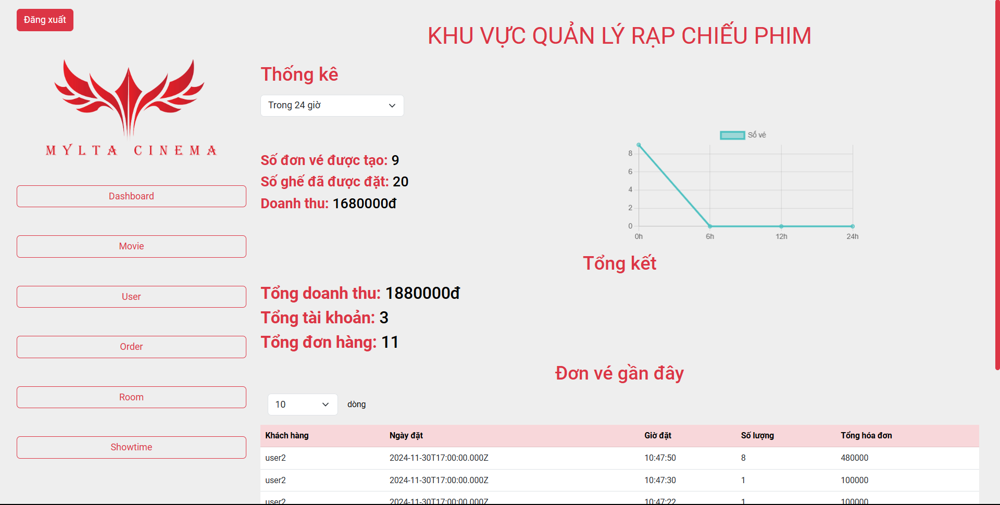 Đăng xuất
KHU VỰC QUẢN LÝ RẠP CHIẾU PHIM
MYLTA CINEMA
Dashboard
Movie
User
Order
Room
Showtime
Thống kê
Trong 24 giờ
Số đơn vé được tạo: 9
Số ghế đã được đặt: 20
Doanh thu: 1680000đ
Số vé
8
6
4
2
0
0h 6h 12h 24h
Tổng kết
Tổng doanh thu: 1880000đ
Tổng tài khoản: 3
Tổng đơn hàng: 11
Đơn vé gần đây
10 dòng
Khách hàng Ngày đặt Giờ đặt Số lượng Tổng hóa đơn
user2 2024-11-30T17:00:00.000Z 10:47:50 8 480000
user2 2024-11-30T17:00:00.000Z 10:47:30 1 100000
user2 2024-11-30T17:00:00.000Z 10:47:22 1 100000